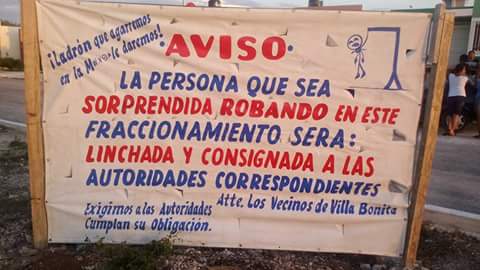 ¡Ladrón que agarremos
en la M le daremos!
·AVISO·
LA PERSONA QUE SEA
SORPRENDIDA ROBANDO EN ESTE
FRACCIONAMIENTO SERA:
LINCHADA Y CONSIGNADA A LAS
AUTORIDADES CORRESPONDIENTES
Atte, Los Vecinos de Villa Bonita
Exigimos a las Autoridades
Cumplan su Obligación.